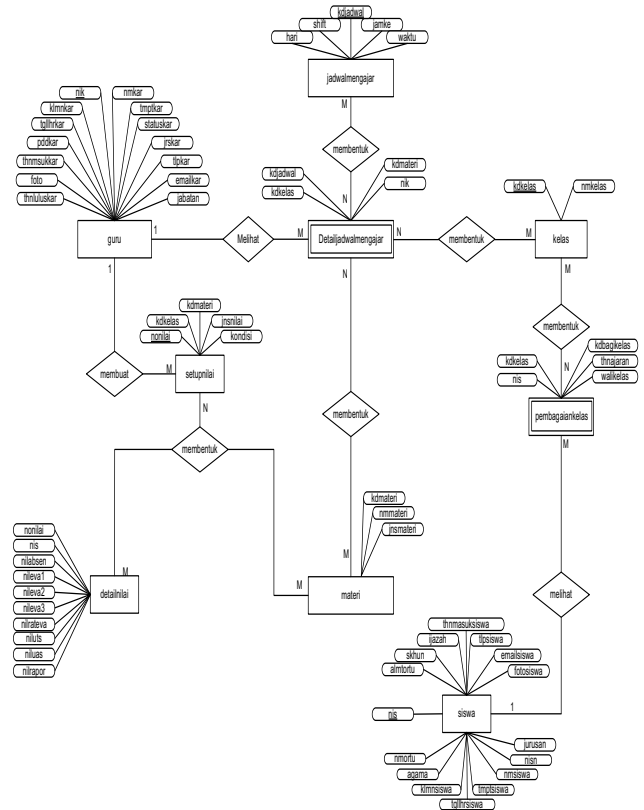 kdjadwal
shift
jamke
hari
waktu
jadwalmengajar
M
membentuk
N
kdjadwal
kdmateri
kdkelas
nik
nik
nmkar
klmnkar
tmptkar
tgllhrkar
statuskar
pddkar
jrskar
thnmsukkar
tlpkar
foto
emailkar
thnluluskar
jabatan
guru
1
Melihat
M
Detailjadwalmengajar
N
membentuk
M
kelas
kdkelas
nmkelas
1
N
M
kdmateri
kdkelas
jnsnilai
nonilai
kondisi
membuat
M
setupnilai
N
membentuk
membentuk
membentuk
N
kdbagikelas
kdkelas
thnajaran
nis
walikelas
pembagaiankelas
M
nonilai
nis
nilabsen
nileva1
nileva2
nileva3
nilrateva
niluts
niluas
nilrapor
M
detailnilai
kdmateri
nmmateri
jnsmateri
M
M
materi
melihat
thnmasuksiswa
ijazah
tlpsiswa
skhun
emailsiswa
almtortu
fotosiswa
nis
siswa
1
nmortu
jurusan
agama
nisn
klmnsiswa
nmsiswa
tmptsiswa
tgllhrsiswa